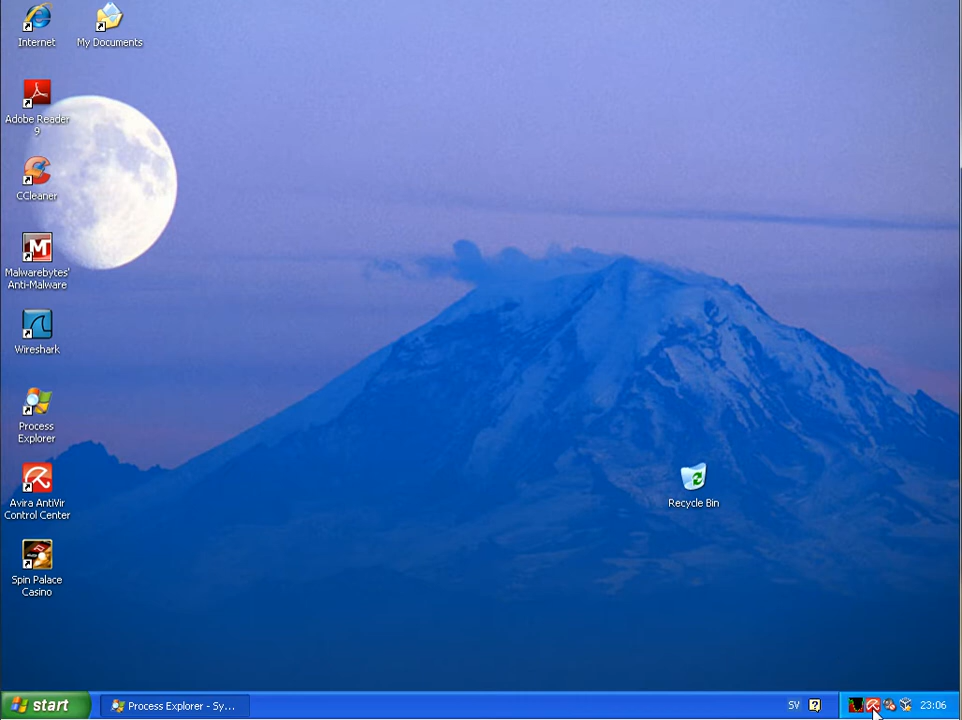 Internet
My Documents
Adobe Reader
9
CCleaner
Malwarebytes'
Anti-Malware
Wireshark
Process
Explorer
Avira AntiVir
Control Center
Spin Palace
Casino
Recycle Bin
start
Process Explorer - Sy...
SV
?
23:06